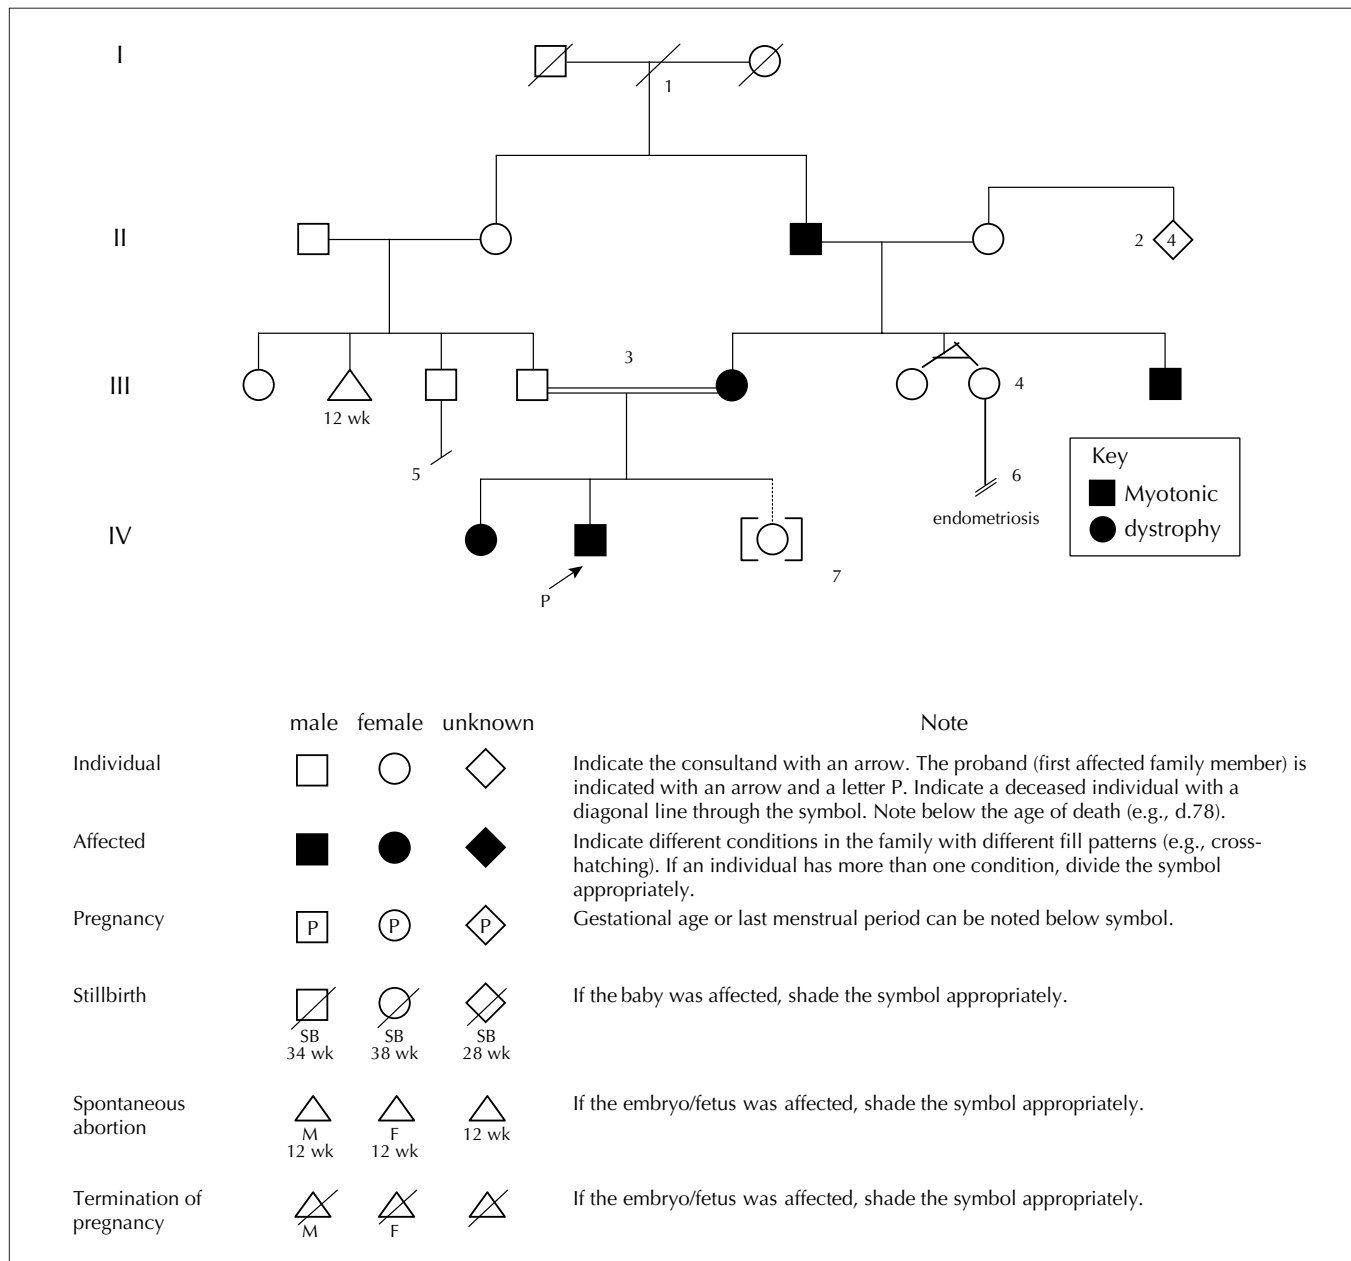 I
1
II
2
4
3
III
4
12 wk
5
6
endometriosis
Key
Myotonic
dystrophy
IV
7
P
male female unknown Note
Individual
Indicate the consultand with an arrow. The proband (first affected family member) is
indicated with an arrow and a letter P. Indicate a deceased individual with a
diagonal line through the symbol. Note below the age of death (e.g., d.78).
Affected
Indicate different conditions in the family with different fill patterns (e.g., cross-
hatching). If an individual has more than one condition, divide the symbol
appropriately.
Pregnancy P P P Gestational age or last menstrual period can be noted below symbol.
Stillbirth If the baby was affected, shade the symbol appropriately.
SB SB SB
34 wk 38 wk 28 wk
Spontaneous
abortion
If the embryo/fetus was affected, shade the symbol appropriately.
M F 12 wk
12 wk 12 wk
Termination of
pregnancy
If the embryo/fetus was affected, shade the symbol appropriately.
M F